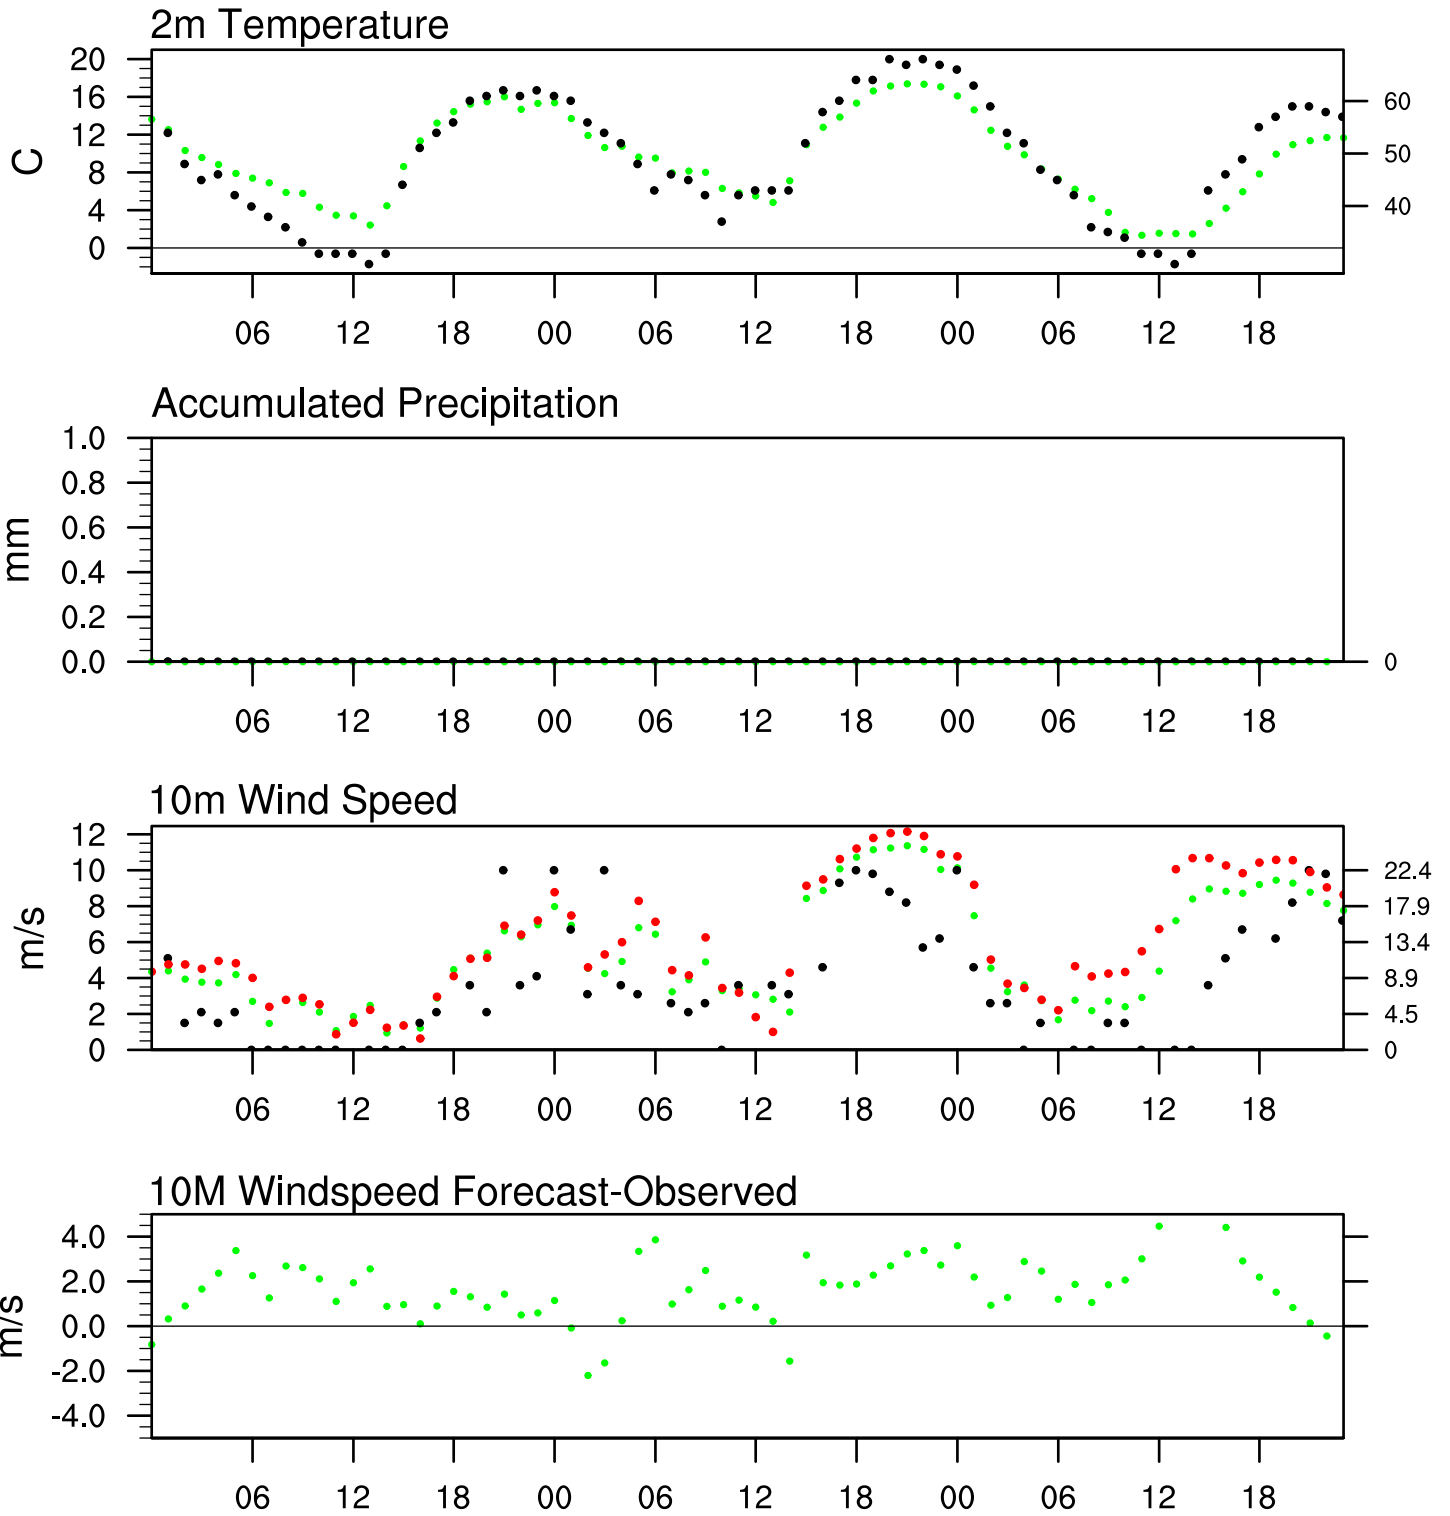 2m Temperature
20
16
12
8
4
0
C
60
50
40
06 12 18 00 06 12 18 00 06 12 18
Accumulated Precipitation
1.0
0.8
0.6
0.4
0.2
0.0
mm
0
06 12 18 00 06 12 18 00 06 12 18
10m Wind Speed
12
10
8
6
4
2
0
m/s
22.4
17.9
13.4
8.9
4.5
0
06 12 18 00 06 12 18 00 06 12 18
10M Windspeed Forecast-Observed
4.0
2.0
0.0
-2.0
-4.0
m/s
06 12 18 00 06 12 18 00 06 12 18